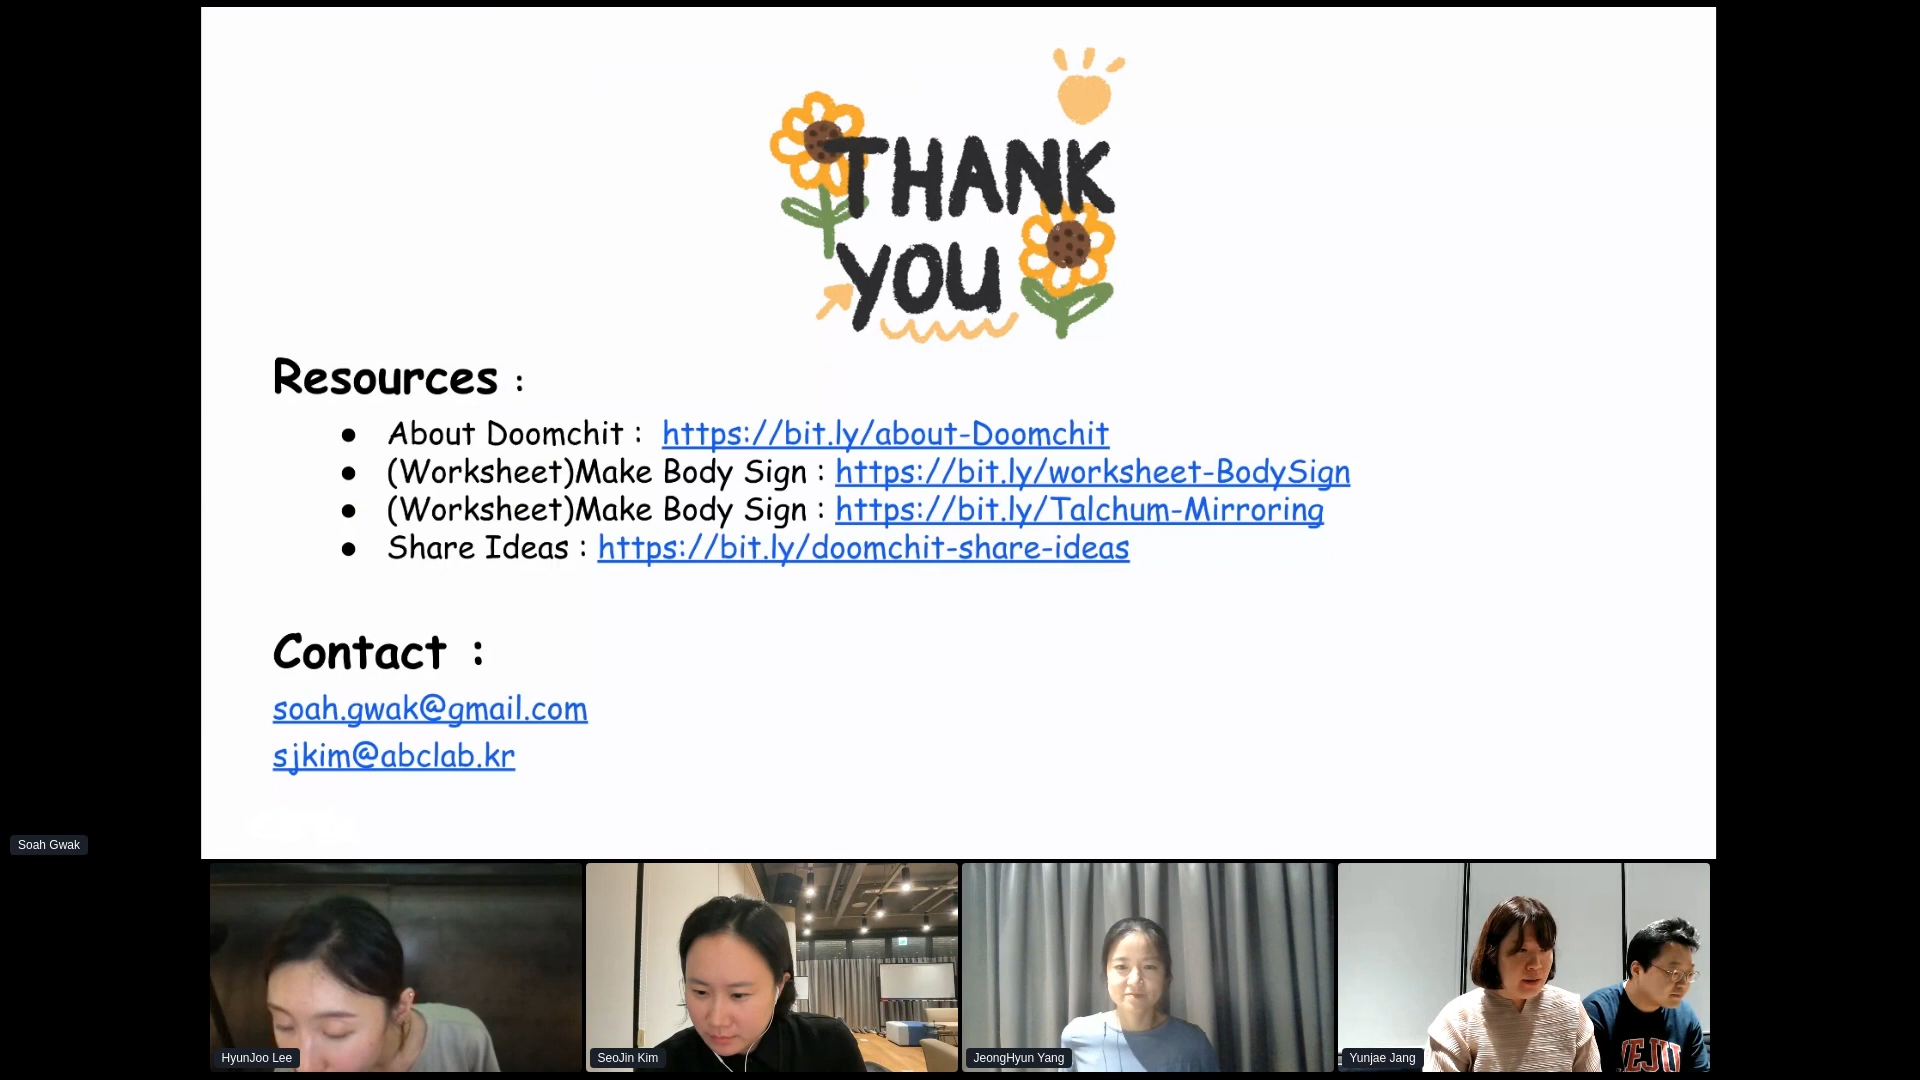 THANK
YOU
Resources :
● About Doomchit : https://bit.ly/about-Doomchit
● (Worksheet)Make Body Sign : https://bit.ly/worksheet-BodySign
● (Worksheet)Make Body Sign : https://bit.ly/Talchum-Mirroring
● Share Ideas : https://bit.ly/doomchit-share-ideas
Contact :
soah.gwak@gmail.com
sjkim@abclab.kr
Soah Gwak
HyunJoo Lee
SeoJin Kim
JeongHyun Yang
Yunjae Jang